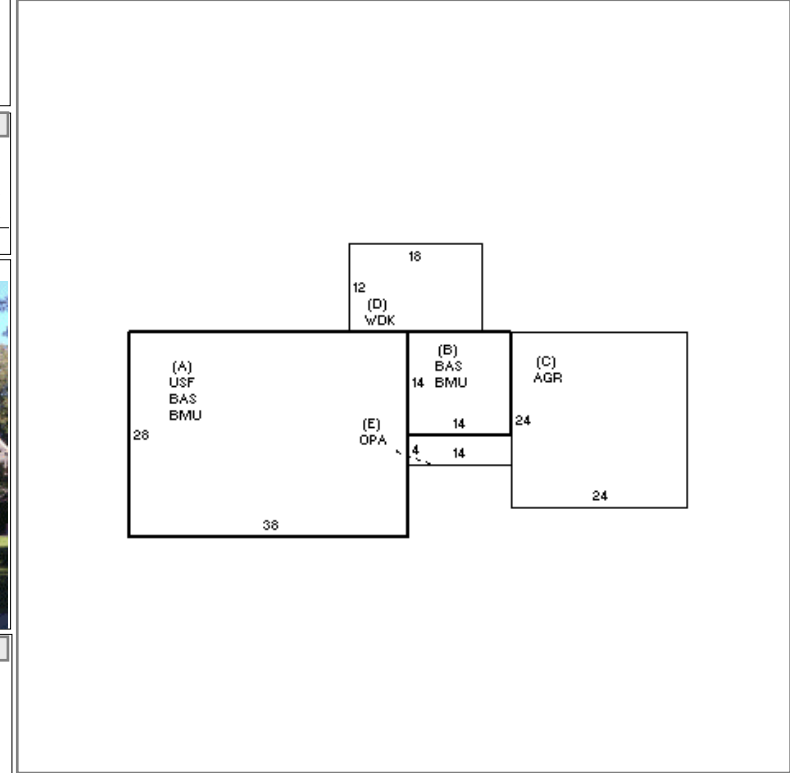 18
12
(D)
WDK
(A)
USF
BAS
BMU
28
38
(B)
BAS
BMU
14
14
(C)
AGR
24
24
(E)
OPA
4
14